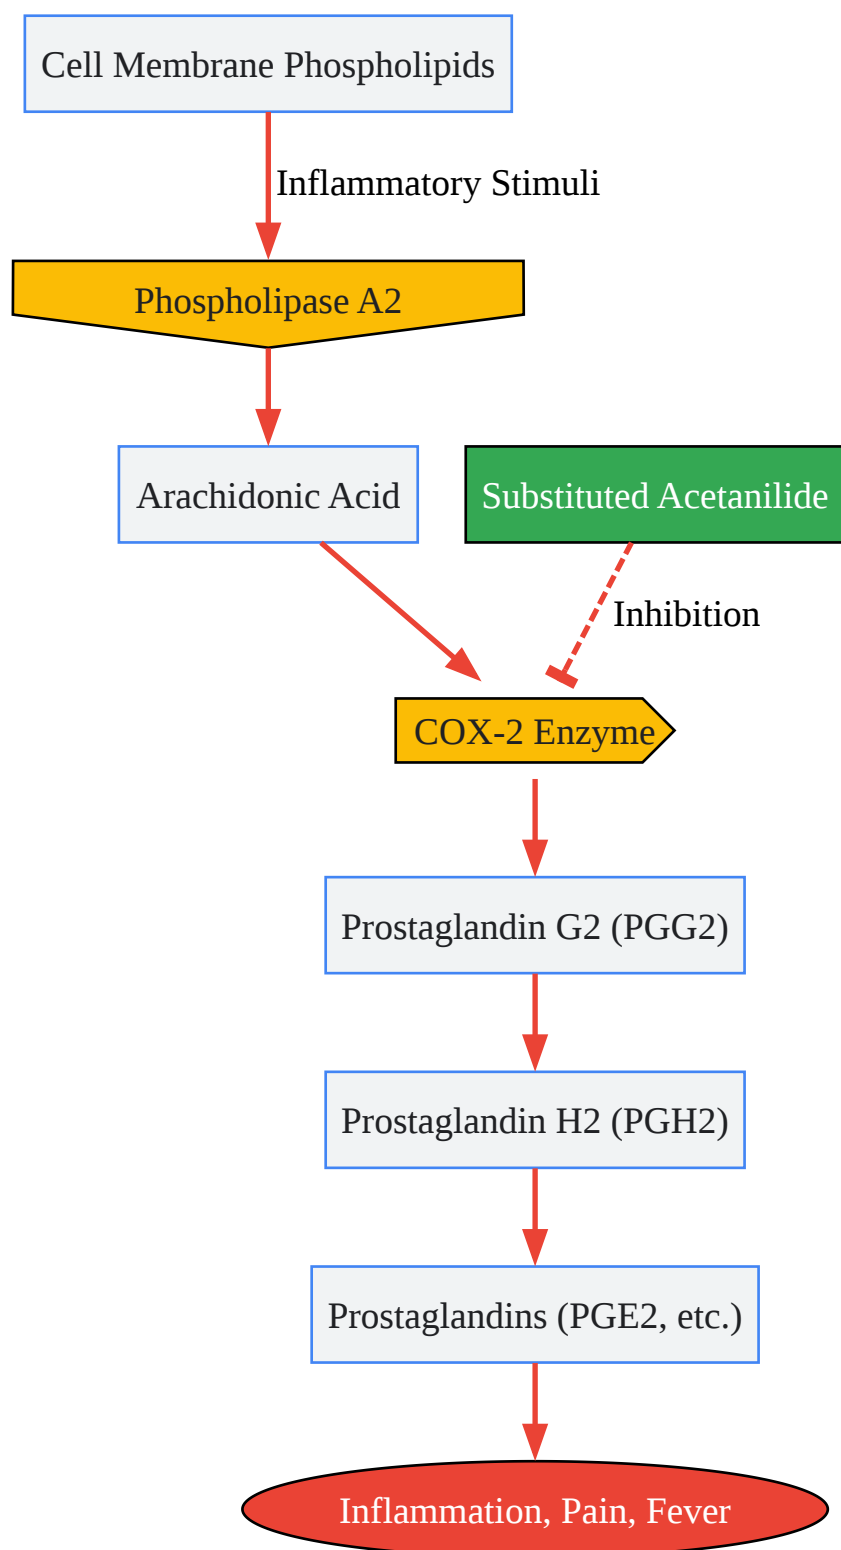 Cell Membrane Phospholipids
Inflammatory Stimuli
Phospholipase A2
Arachidonic Acid
Substituted Acetanilide
Inhibition
COX-2 Enzyme
Prostaglandin G2 (PGG2)
Prostaglandin H2 (PGH2)
Prostaglandins (PGE2, etc.)
Inflammation, Pain, Fever